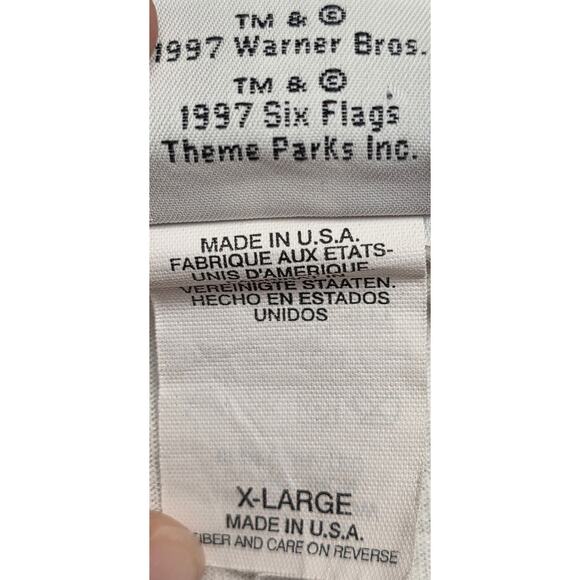 TM & ©
1997 Warner Bros.
TM & ©
1997 Six Flags
Theme Parks Inc.
MADE IN U.S.A.
FABRIQUE AUX ETATS-
UNIS D'AMERIQUE
VEREINIGTE STAATEN.
HECHO EN ESTADOS
UNIDOS
X-LARGE
MADE IN U.S.A.
FIBER AND CARE ON REVERSE